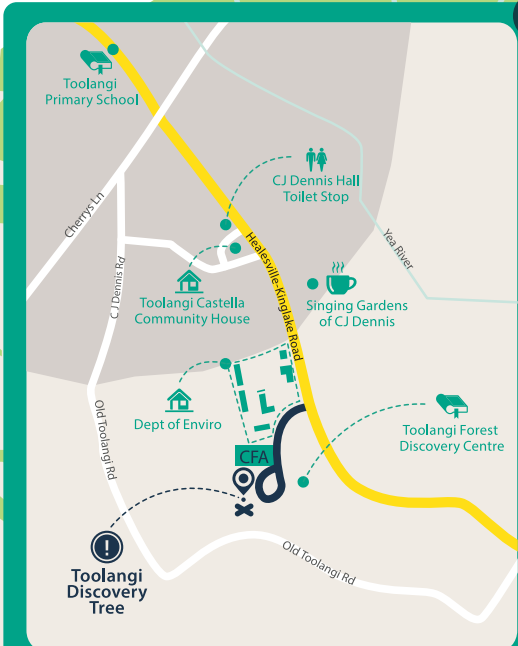 Toolangi
Primary School
CJ Dennis Hall
Toilet Stop
Cherrys Ln
Yea River
Healesville-Kinglake Road
CJ Dennis Rd
Toolangi Castella
Community House
Singing Gardens
of CJ Dennis
Dept of Enviro
Toolangi Forest
Discovery Centre
Old Toolangi Rd
CFA
!
Toolangi
Discovery
Tree
Old Toolangi Rd